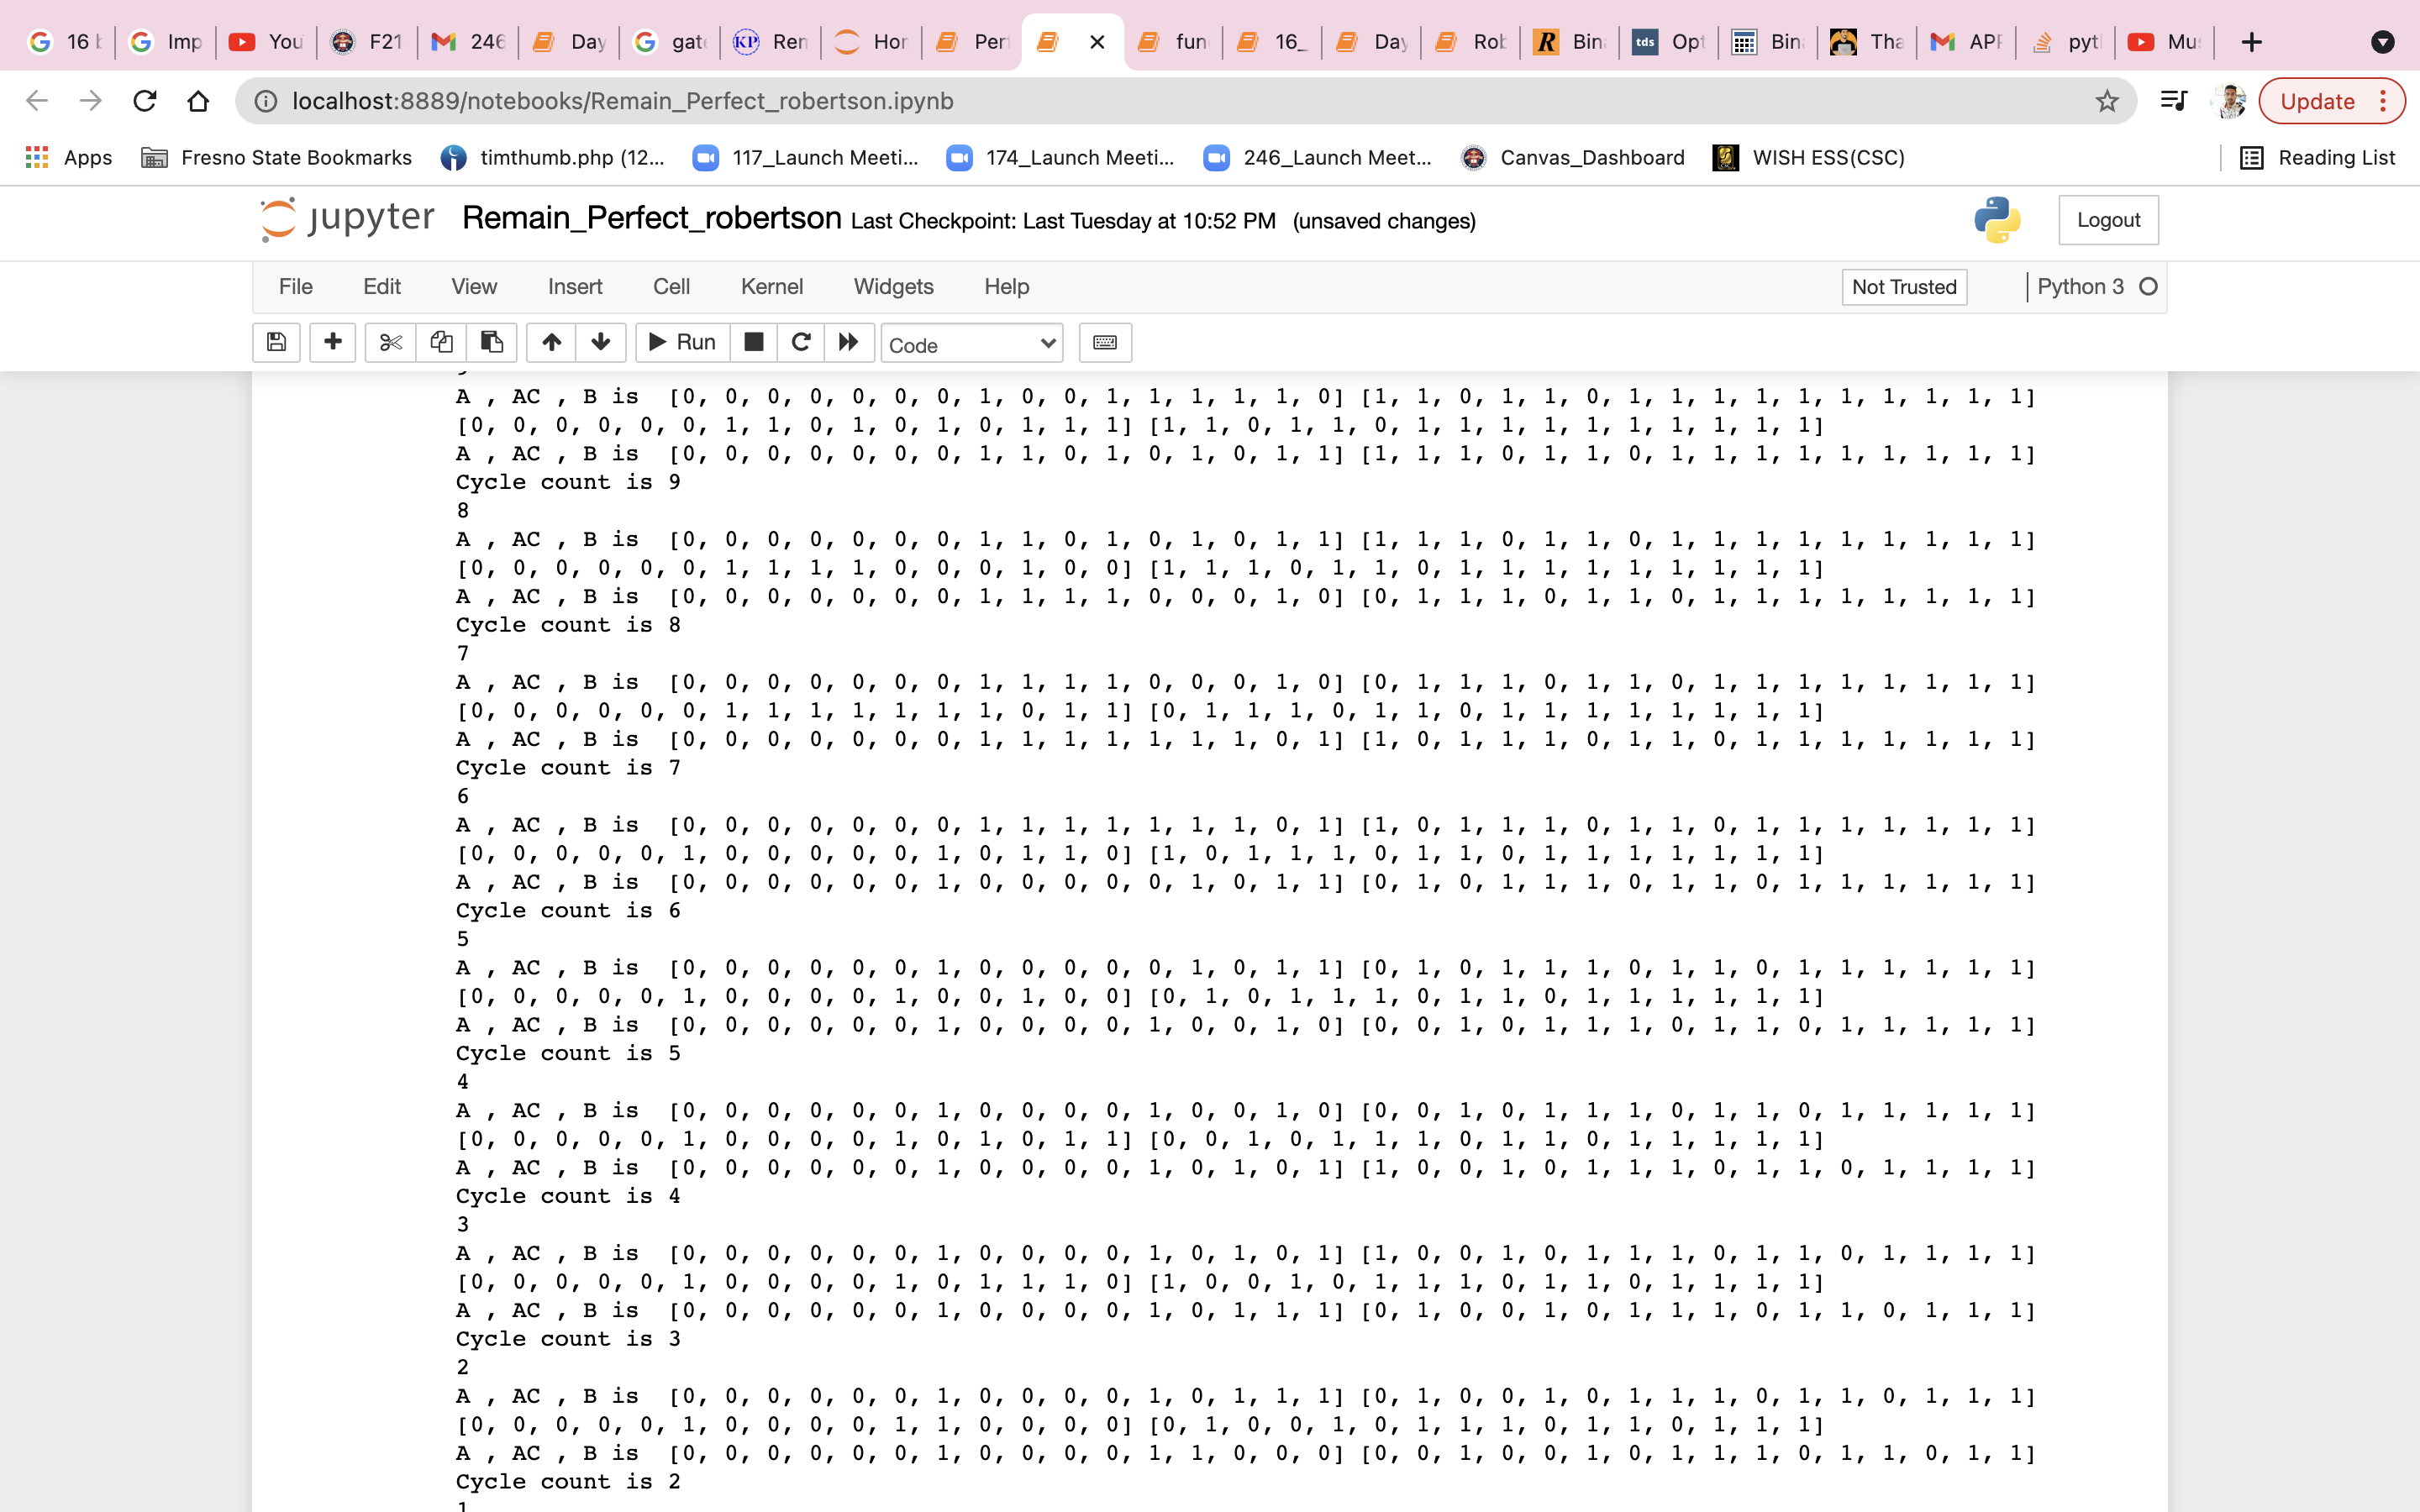 16 b Imp You F21 246 Day gat KP Ren Hor Per fun 16_ Day Rob R Bin tds Opt Bin Tha APF pyt Mu
localhost:8889/notebooks/Remain_Perfect_robertson.ipynb Update
Apps Fresno State Bookmarks timthumb.php (12... 117_Launch Meeti... 174_Launch Meeti... 246_Launch Meet... Canvas_Dashboard WISH ESS(CSC) Reading List
jupyter Remain_Perfect_robertson Last Checkpoint: Last Tuesday at 10:52 PM (unsaved changes) Logout
File Edit View Insert Cell Kernel Widgets Help Not Trusted Python 3
Run Code
A , AC , B is [0, 0, 0, 0, 0, 0, 0, 1, 0, 0, 1, 1, 1, 1, 1, 0] [1, 1, 0, 1, 1, 0, 1, 1, 1, 1, 1, 1, 1, 1, 1, 1]
[0, 0, 0, 0, 0, 0, 1, 1, 0, 1, 0, 1, 0, 1, 1, 1] [1, 1, 0, 1, 1, 0, 1, 1, 1, 1, 1, 1, 1, 1, 1, 1]
A , AC , B is [0, 0, 0, 0, 0, 0, 0, 1, 1, 0, 1, 0, 1, 0, 1, 1] [1, 1, 1, 0, 1, 1, 0, 1, 1, 1, 1, 1, 1, 1, 1, 1]
Cycle count is 9
8
A , AC , B is [0, 0, 0, 0, 0, 0, 0, 1, 1, 0, 1, 0, 1, 0, 1, 1] [1, 1, 1, 0, 1, 1, 0, 1, 1, 1, 1, 1, 1, 1, 1, 1]
[0, 0, 0, 0, 0, 0, 1, 1, 1, 1, 0, 0, 0, 1, 0, 0] [1, 1, 1, 0, 1, 1, 0, 1, 1, 1, 1, 1, 1, 1, 1, 1]
A , AC , B is [0, 0, 0, 0, 0, 0, 0, 1, 1, 1, 1, 0, 0, 0, 1, 0] [0, 1, 1, 1, 0, 1, 1, 0, 1, 1, 1, 1, 1, 1, 1, 1]
Cycle count is 8
7
A , AC , B is [0, 0, 0, 0, 0, 0, 0, 1, 1, 1, 1, 0, 0, 0, 1, 0] [0, 1, 1, 1, 0, 1, 1, 0, 1, 1, 1, 1, 1, 1, 1, 1]
[0, 0, 0, 0, 0, 0, 1, 1, 1, 1, 1, 1, 1, 0, 1, 1] [0, 1, 1, 1, 0, 1, 1, 0, 1, 1, 1, 1, 1, 1, 1, 1]
A , AC , B is [0, 0, 0, 0, 0, 0, 0, 1, 1, 1, 1, 1, 1, 1, 0, 1] [1, 0, 1, 1, 1, 0, 1, 1, 0, 1, 1, 1, 1, 1, 1, 1]
Cycle count is 7
6
A , AC , B is [0, 0, 0, 0, 0, 0, 0, 1, 1, 1, 1, 1, 1, 1, 0, 1] [1, 0, 1, 1, 1, 0, 1, 1, 0, 1, 1, 1, 1, 1, 1, 1]
[0, 0, 0, 0, 0, 1, 0, 0, 0, 0, 0, 1, 0, 1, 1, 0] [1, 0, 1, 1, 1, 0, 1, 1, 0, 1, 1, 1, 1, 1, 1, 1]
A , AC , B is [0, 0, 0, 0, 0, 0, 1, 0, 0, 0, 0, 0, 1, 0, 1, 1] [0, 1, 0, 1, 1, 1, 0, 1, 1, 0, 1, 1, 1, 1, 1, 1]
Cycle count is 6
5
A , AC , B is [0, 0, 0, 0, 0, 0, 1, 0, 0, 0, 0, 0, 1, 0, 1, 1] [0, 1, 0, 1, 1, 1, 0, 1, 1, 0, 1, 1, 1, 1, 1, 1]
[0, 0, 0, 0, 0, 1, 0, 0, 0, 0, 1, 0, 0, 1, 0, 0] [0, 1, 0, 1, 1, 1, 0, 1, 1, 0, 1, 1, 1, 1, 1, 1]
A , AC , B is [0, 0, 0, 0, 0, 0, 1, 0, 0, 0, 0, 1, 0, 0, 1, 0] [0, 0, 1, 0, 1, 1, 1, 0, 1, 1, 0, 1, 1, 1, 1, 1]
Cycle count is 5
4
A , AC , B is [0, 0, 0, 0, 0, 0, 1, 0, 0, 0, 0, 1, 0, 0, 1, 0] [0, 0, 1, 0, 1, 1, 1, 0, 1, 1, 0, 1, 1, 1, 1, 1]
[0, 0, 0, 0, 0, 1, 0, 0, 0, 0, 1, 0, 1, 0, 1, 1] [0, 0, 1, 0, 1, 1, 1, 0, 1, 1, 0, 1, 1, 1, 1, 1]
A , AC , B is [0, 0, 0, 0, 0, 0, 1, 0, 0, 0, 0, 1, 0, 1, 0, 1] [1, 0, 0, 1, 0, 1, 1, 1, 0, 1, 1, 0, 1, 1, 1, 1]
Cycle count is 4
3
A , AC , B is [0, 0, 0, 0, 0, 0, 1, 0, 0, 0, 0, 1, 0, 1, 0, 1] [1, 0, 0, 1, 0, 1, 1, 1, 0, 1, 1, 0, 1, 1, 1, 1]
[0, 0, 0, 0, 0, 1, 0, 0, 0, 0, 1, 0, 1, 1, 1, 0] [1, 0, 0, 1, 0, 1, 1, 1, 0, 1, 1, 0, 1, 1, 1, 1]
A , AC , B is [0, 0, 0, 0, 0, 0, 1, 0, 0, 0, 0, 1, 0, 1, 1, 1] [0, 1, 0, 0, 1, 0, 1, 1, 1, 0, 1, 1, 0, 1, 1, 1]
Cycle count is 3
2
A , AC , B is [0, 0, 0, 0, 0, 0, 1, 0, 0, 0, 0, 1, 0, 1, 1, 1] [0, 1, 0, 0, 1, 0, 1, 1, 1, 0, 1, 1, 0, 1, 1, 1]
[0, 0, 0, 0, 0, 1, 0, 0, 0, 0, 1, 1, 0, 0, 0, 0] [0, 1, 0, 0, 1, 0, 1, 1, 1, 0, 1, 1, 0, 1, 1, 1]
A , AC , B is [0, 0, 0, 0, 0, 0, 1, 0, 0, 0, 0, 1, 1, 0, 0, 0] [0, 0, 1, 0, 0, 1, 0, 1, 1, 1, 0, 1, 1, 0, 1, 1]
Cycle count is 2
1